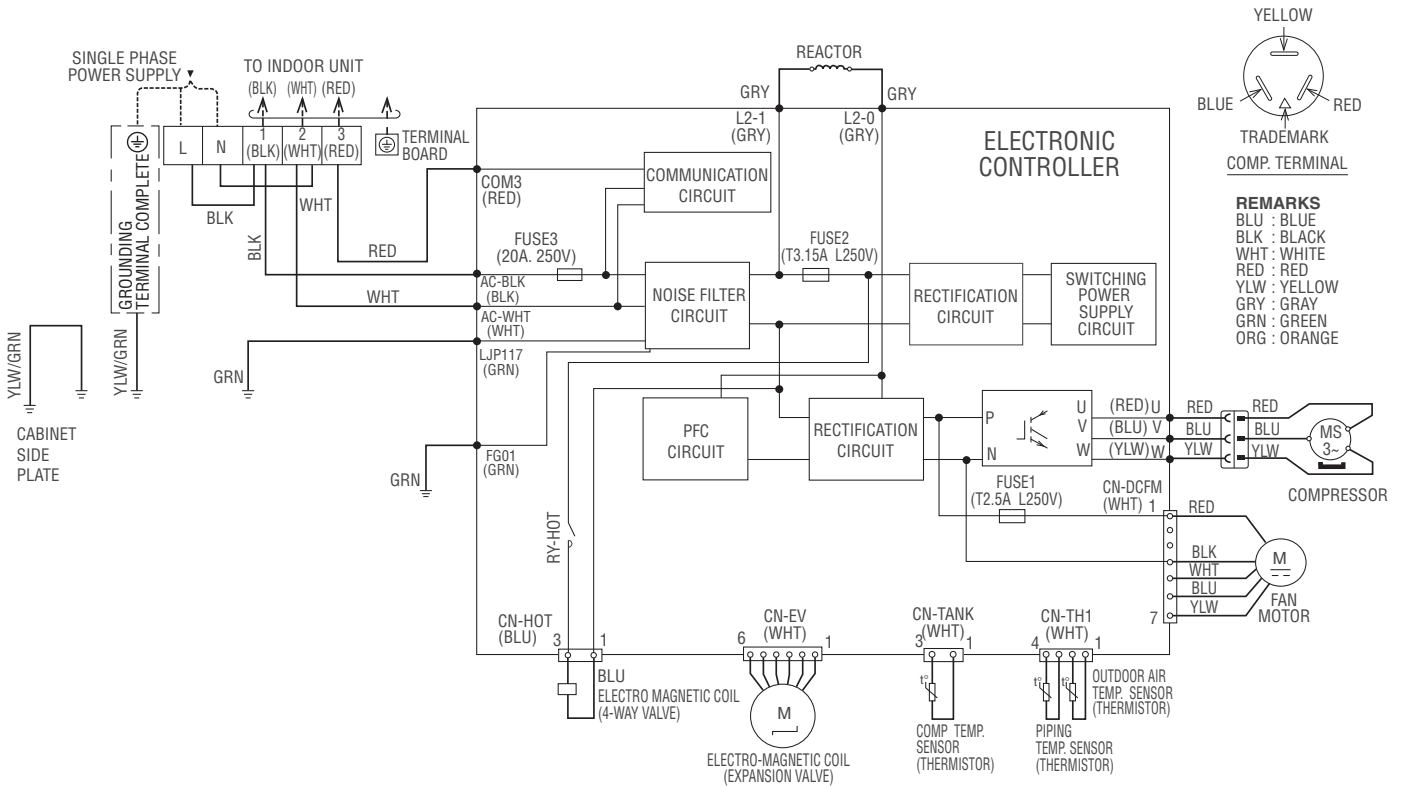 SINGLE PHASE
POWER SUPPLY
TO INDOOR UNIT
(BLK) (WHT) (RED)
L N 1 2 3
(BLK) (WHT) (RED)
TERMINAL
BOARD
GROUNDING
TERMINAL COMPLETE
BLK
WHT
BLK
RED
WHT
YLW/GRN
YLW/GRN
CABINET
SIDE
PLATE
GRN
GRN
REACTOR
GRY
GRY
L2-1
(GRY)
L2-0
(GRY)
ELECTRONIC
CONTROLLER
COM3
(RED)
COMMUNICATION
CIRCUIT
FUSE3
(20A. 250V)
FUSE2
(T3.15A L250V)
AC-BLK
(BLK)
AC-WHT
(WHT)
LJP117
(GRN)
FG01
(GRN)
NOISE FILTER
CIRCUIT
RECTIFICATION
CIRCUIT
SWITCHING
POWER
SUPPLY
CIRCUIT
PFC
CIRCUIT
RECTIFICATION
CIRCUIT
P
N
U
V
W
(RED) U
(BLU) V
(YLW) W
RED
BLU
YLW
RED
BLU
YLW
MS
3~
COMPRESSOR
FUSE1
(T2.5A L250V)
CN-DCFM
(WHT) 1
7
RED
BLK
WHT
BLU
YLW
M
FAN
MOTOR
RY-HOT
CN-HOT
(BLU)
3 1
BLU
ELECTRO MAGNETIC COIL
(4-WAY VALVE)
CN-EV
(WHT)
6 1
M
ELECTRO-MAGNETIC COIL
(EXPANSION VALVE)
CN-TANK
(WHT)
3 1
t°
COMP TEMP.
SENSOR
(THERMISTOR)
CN-TH1
(WHT)
4 1
t° t°
OUTDOOR AIR
TEMP. SENSOR
(THERMISTOR)
PIPING
TEMP. SENSOR
(THERMISTOR)
YELLOW
BLUE
RED
TRADEMARK
COMP. TERMINAL
REMARKS
BLU : BLUE
BLK : BLACK
WHT : WHITE
RED : RED
YLW : YELLOW
GRY : GRAY
GRN : GREEN
ORG : ORANGE